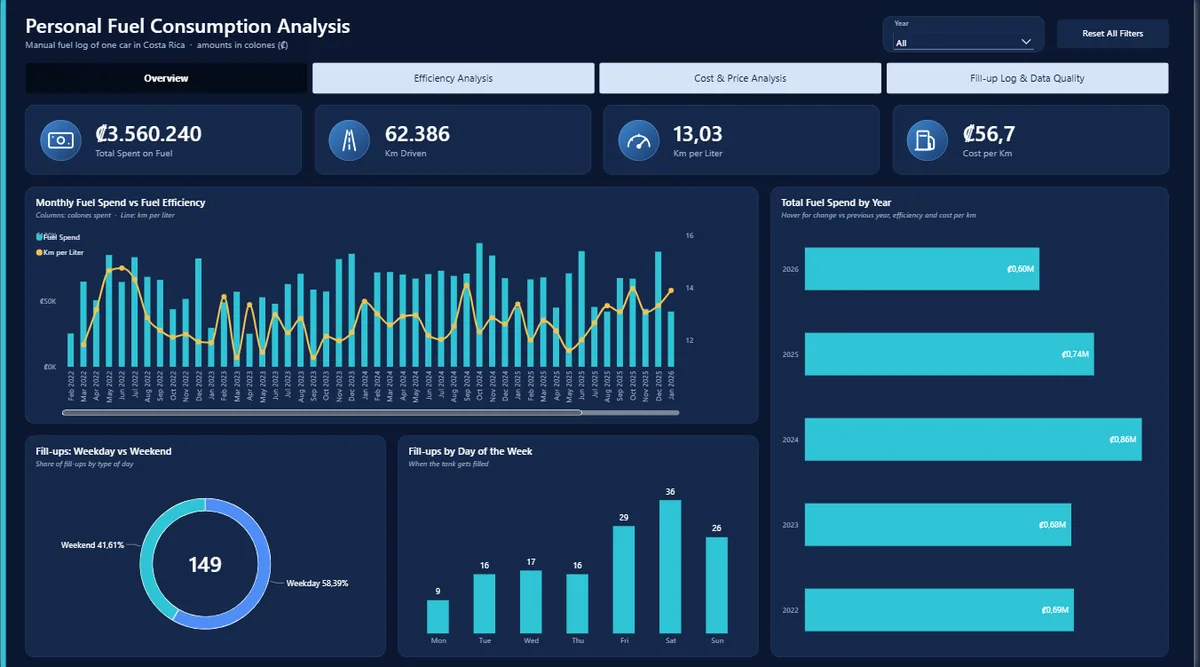 Personal Fuel Consumption Analysis
Manual fuel log of one car in Costa Rica · amounts in colones (₡)
Year
All
Reset All Filters
Overview
Efficiency Analysis
Cost & Price Analysis
Fill-up Log & Data Quality
₡3.560.240
Total Spent on Fuel
62.386
Km Driven
13,03
Km per Liter
₡56,7
Cost per Km
Monthly Fuel Spend vs Fuel Efficiency
Columns: colones spent · Line: km per liter
Fuel Spend
Km per Liter
₡50K
₡0K
16
14
12
Feb 2022
Mar 2022
Apr 2022
May 2022
Jun 2022
Jul 2022
Aug 2022
Sep 2022
Oct 2022
Nov 2022
Dec 2022
Jan 2023
Feb 2023
Mar 2023
Apr 2023
May 2023
Jun 2023
Jul 2023
Aug 2023
Sep 2023
Oct 2023
Nov 2023
Dec 2023
Jan 2024
Feb 2024
Mar 2024
Apr 2024
May 2024
Jun 2024
Jul 2024
Aug 2024
Sep 2024
Oct 2024
Nov 2024
Dec 2024
Jan 2025
Feb 2025
Mar 2025
Apr 2025
May 2025
Jun 2025
Jul 2025
Aug 2025
Sep 2025
Oct 2025
Nov 2025
Dec 2025
Jan 2026
Total Fuel Spend by Year
Hover for change vs previous year, efficiency and cost per km
2026
₡0,60M
2025
₡0,74M
2024
₡0,86M
2023
₡0,68M
2022
₡0,69M
Fill-ups: Weekday vs Weekend
Share of fill-ups by type of day
Weekend 41,61%
149
Weekday 58,39%
Fill-ups by Day of the Week
When the tank gets filled
9
16
17
16
29
36
26
Mon
Tue
Wed
Thu
Fri
Sat
Sun